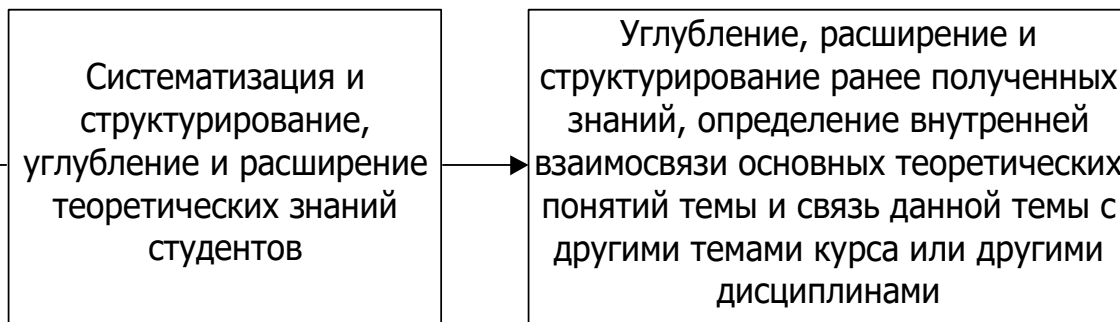 Систематизация и
структурирование,
углубление и расширение
теоретических знаний
студентов
Углубление, расширение и
структурирование ранее полученных
знаний, определение внутренней
взаимосвязи основных теоретических
понятий темы и связь данной темы с
другими темами курса или другими
дисциплинами